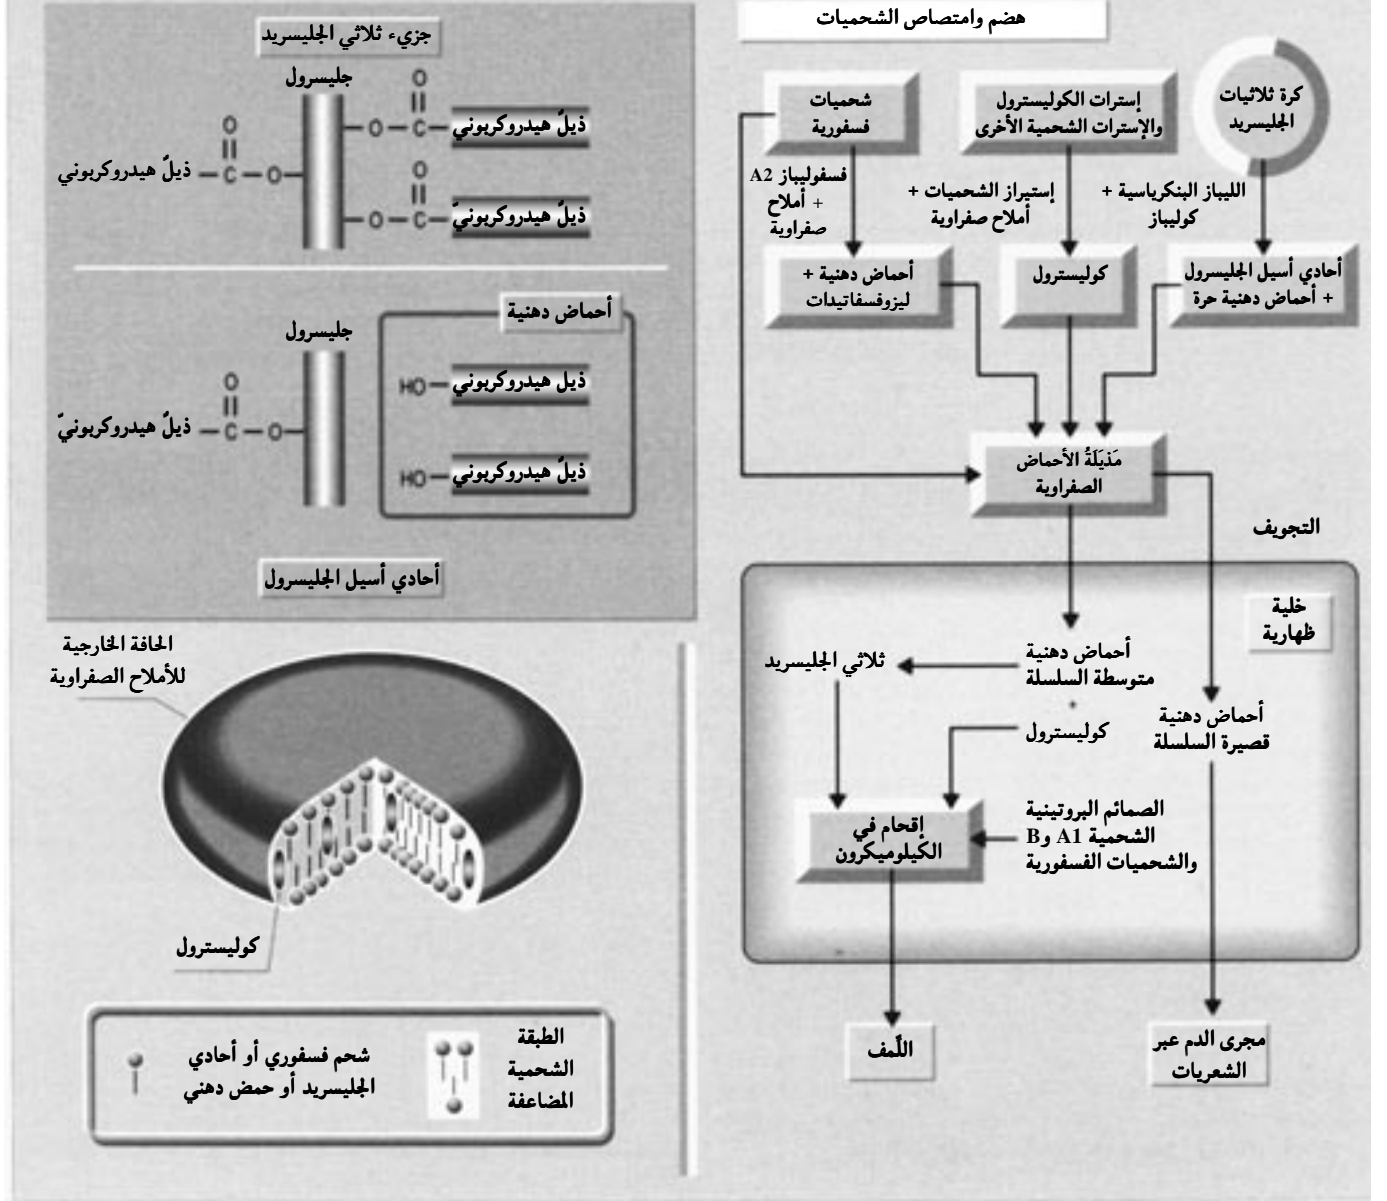 هضم وامتصاص الشحميات
كرة ثلاثيات
الجليسريد
إسترات الكوليسترول
والإسترات الشحمية الأخرى
شحميات
فسفورية
الليباز البنكرياسية +
كوليباز
إستيراز الشحميات +
أملاح صفراوية
فسفوليباز A2
+ أملاح
صفراوية
أحادي أسيل الجليسرول
+ أحماض دهنية حرة
كوليسترول
أحماض دهنية +
ليزوفسفاتيدات
مَذيَلَةُ الأحماض
الصفراوية
التجويف
خلية
ظهارية
أحماض دهنية
متوسطة السلسلة
+
كوليسترول
ثلاثي الجليسريد
أحماض دهنية
قصيرة السلسلة
الصمائم البروتينية
الشحمية A1 وB
والشحميات الفسفورية
إقحام في
الكيلوميكرون
اللّمف
مجرى الدم عبر
الشعريات
جزيء ثلاثي الجليسريد
جليسرول
O
O
ذيلٌ هيدروكربوني
C
O
O
C
ذيلٌ هيدروكربوني
O
O
C
ذيلٌ هيدروكربونيّ
أحماض دهنية
جليسرول
O
ذيلٌ هيدروكربونيّ
C
O
HO
ذيل هيدروكربوني
HO
ذيلٌ هيدروكربوني
أحادي أسيل الجليسرول
الحافة الخارجية
للأملاح الصفراوية
كوليسترول
الطبقة
الشحمية
المضاعفة
شحم فسفوري أو أحادي
الجليسريد أو حمض دهني